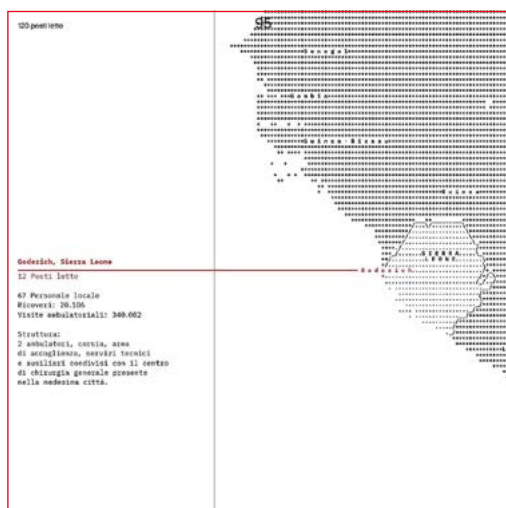 120 posti letto
95
Senegal
Gambia
Guinea-Bissau
Guinea
SIERRA
LEONE
Goderich, Sierra Leone
Goderich
12 Posti letto
67 Personale locale
Ricoveri: 20.106
Visite ambulatoriali: 340.082
Struttura:
2 ambulatori, corsia, area
di accoglienza, servizi tecnici
e ausiliari condivisi con il centro
di chirurgia generale presente
nella medesima città.